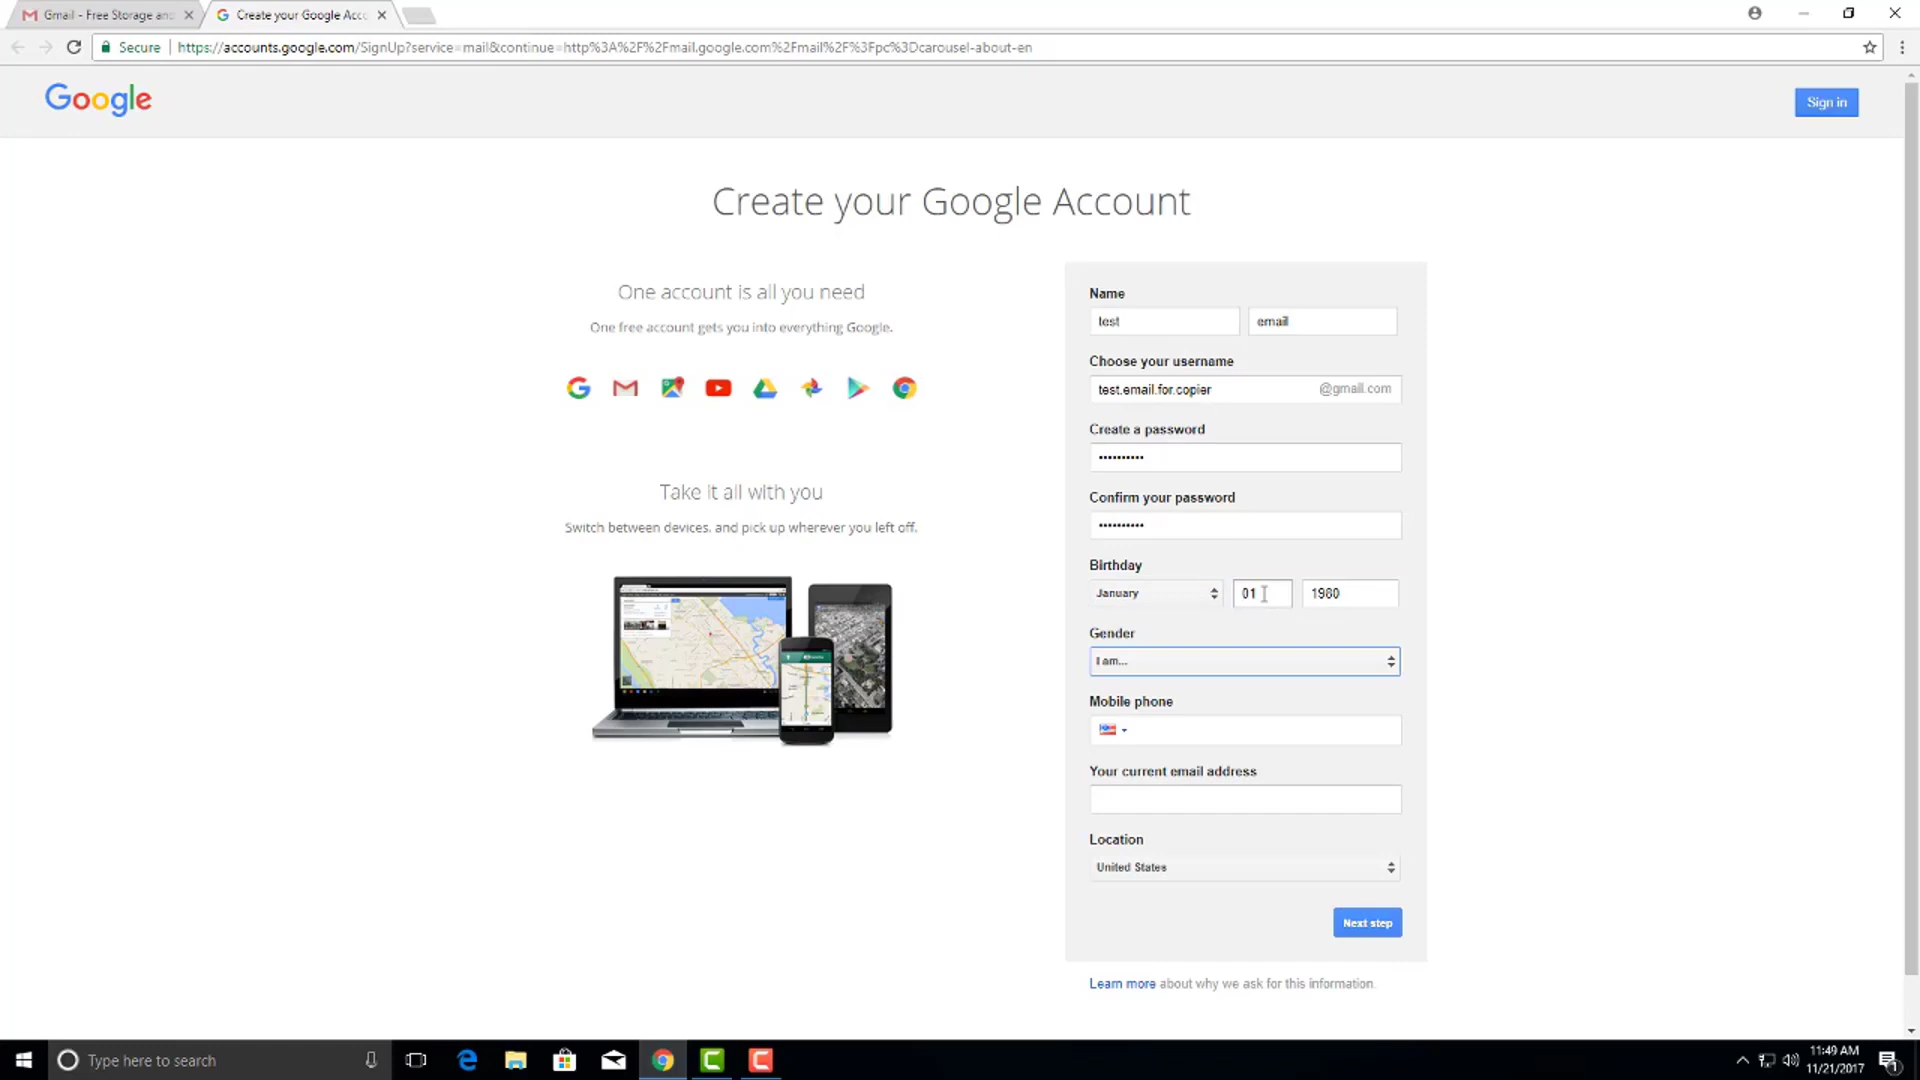 Gmail - Free Storage an
Create your Google Acco
Secure
https://accounts.google.com/SignUp?service=mail&continue=http%3A%2F%2Fmail.google.com%2Fmail%2F%3Fpc%3Dcarousel-about-en
Google
Sign in
Create your Google Account
One account is all you need
One free account gets you into everything Google.
Take it all with you
Switch between devices, and pick up wherever you left off.
Name
test
email
Choose your username
test.email.for.copier
@gmail.com
Create a password
••••••••••
Confirm your password
••••••••••
Birthday
January
01
1980
Gender
I am...
Mobile phone
Your current email address
Location
United States
Next step
Learn more about why we ask for this information.
Type here to search
11:49 AM
11/21/2017